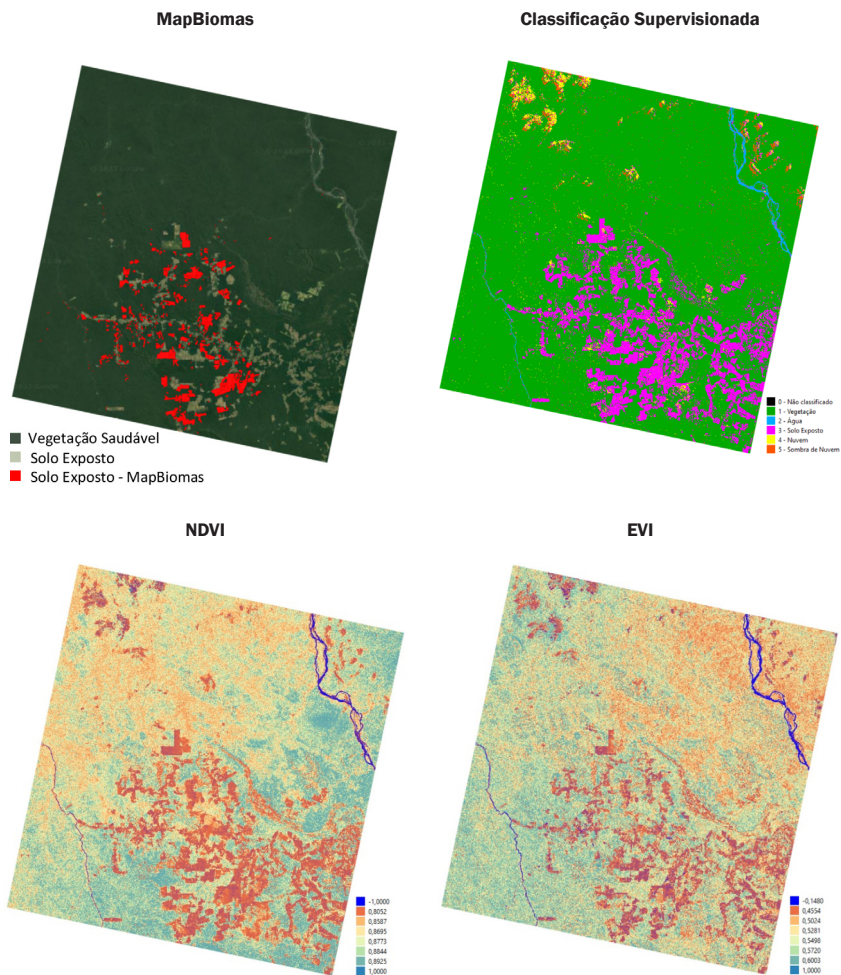 MapBiomas
Classificação Supervisionada
Vegetação Saudável
Solo Exposto
Solo Exposto - MapBiomas
0 - Não classificado
1 - Vegetação
2 - Água
3 - Solo Exposto
4 - Nuvem
5 - Sombra de Nuvem
NDVI
EVI
-1,0000
0,8052
0,8587
0,8695
0,8773
0,8844
0,8925
1,0000
-0,1480
0,4554
0,5024
0,5281
0,5498
0,5720
0,6003
1,0000